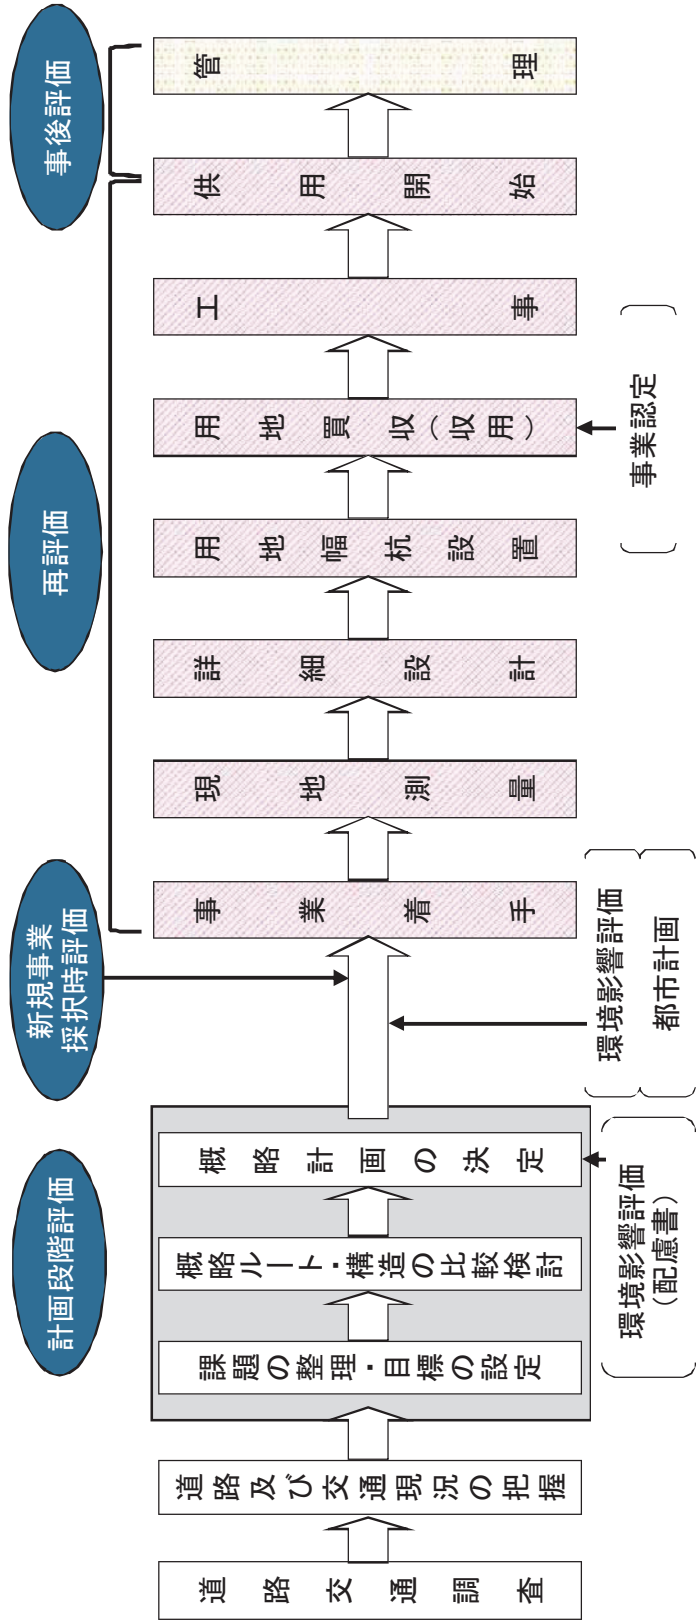 計画段階評価
新規事業
採択時評価
再評価
事後評価
道路交通調査
道路及び交通現況の把握
課題の整理・目標の設定
概略ルート・構造の比較検討
概略計画の決定
事業着手
現地測量
詳細設計
用地幅杭設置
用地買収(収用)
工事
供用開始
管理
環境影響評価
(配慮書)
環境影響評価
都市計画
事業認定